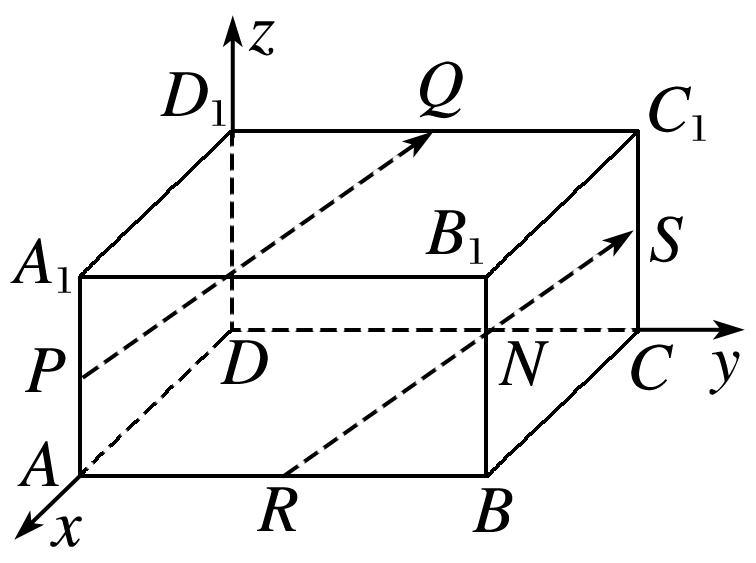 z
D₁ Q C₁
A₁ B₁ S
P D N C y
A R B
x